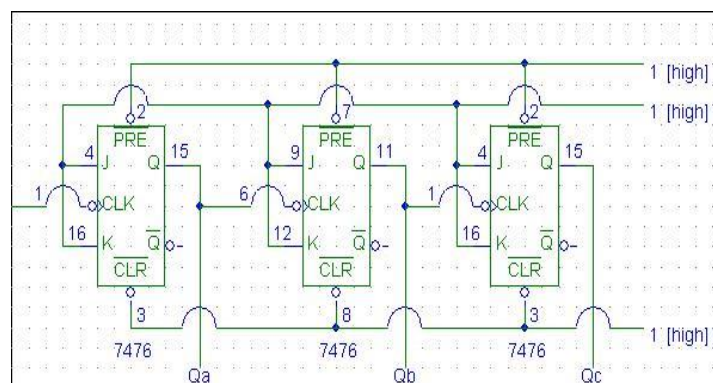 1 [high]
1 [high]
2 7 2
PRE PRE PRE
4 J Q 15 9 J Q 11 4 J Q 15
1 CLK 6 CLK 1 CLK
16 K Q 12 K Q 16 K Q
CLR CLR CLR
3 8 3
1 [high]
7476 7476 7476
Qa Qb Qc